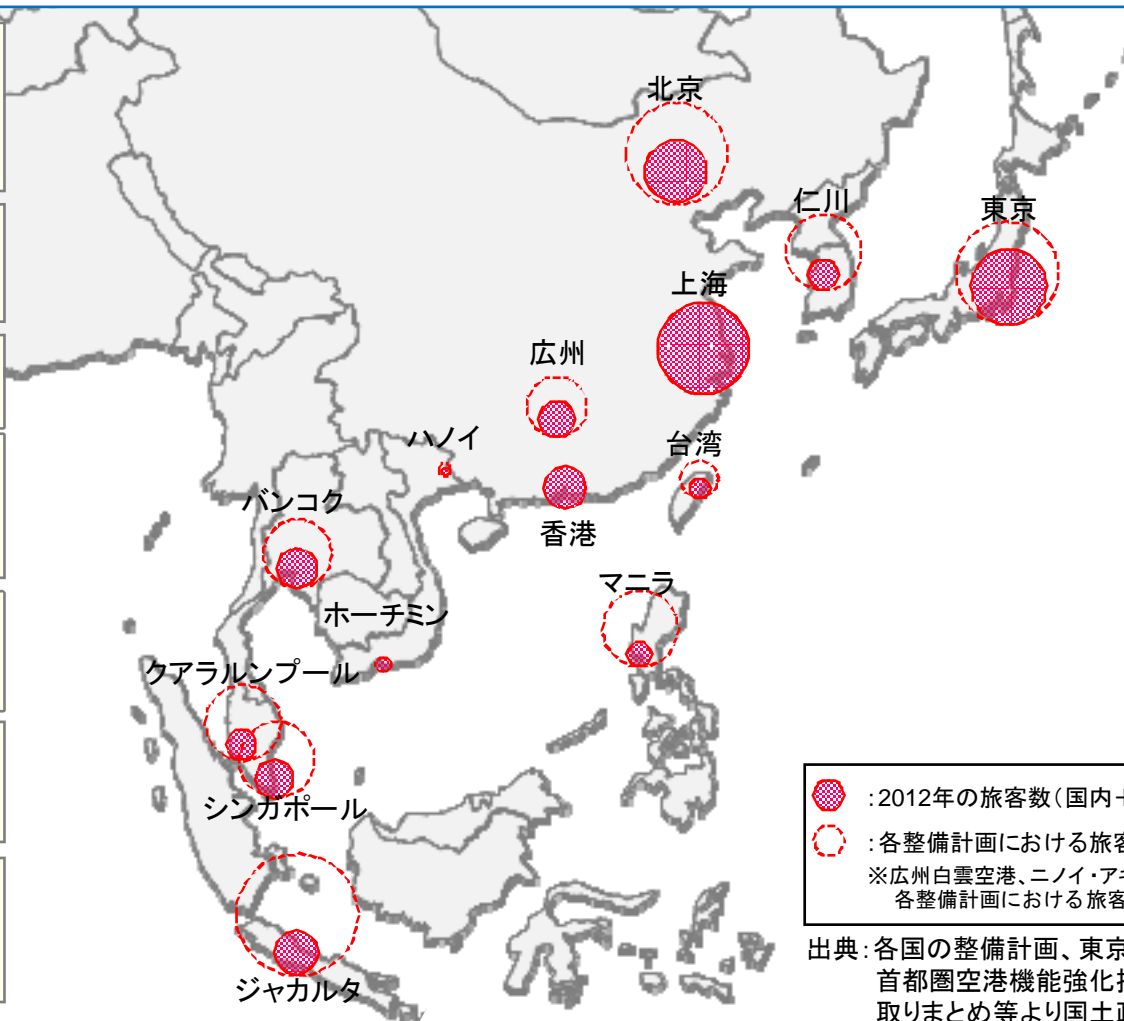 北京
仁川
東京
上海
広州
ハノイ
台湾
バンコク
香港
マニラ
ホーチミン
クアラルンプール
シンガポール
ジャカルタ
:2012年の旅客数(国内+
:各整備計画における旅客
※広州白雲空港、ニノイ・アキ
各整備計画における旅客
出典:各国の整備計画、東京
首都圏空港機能強化技
取りまとめ等より国土政